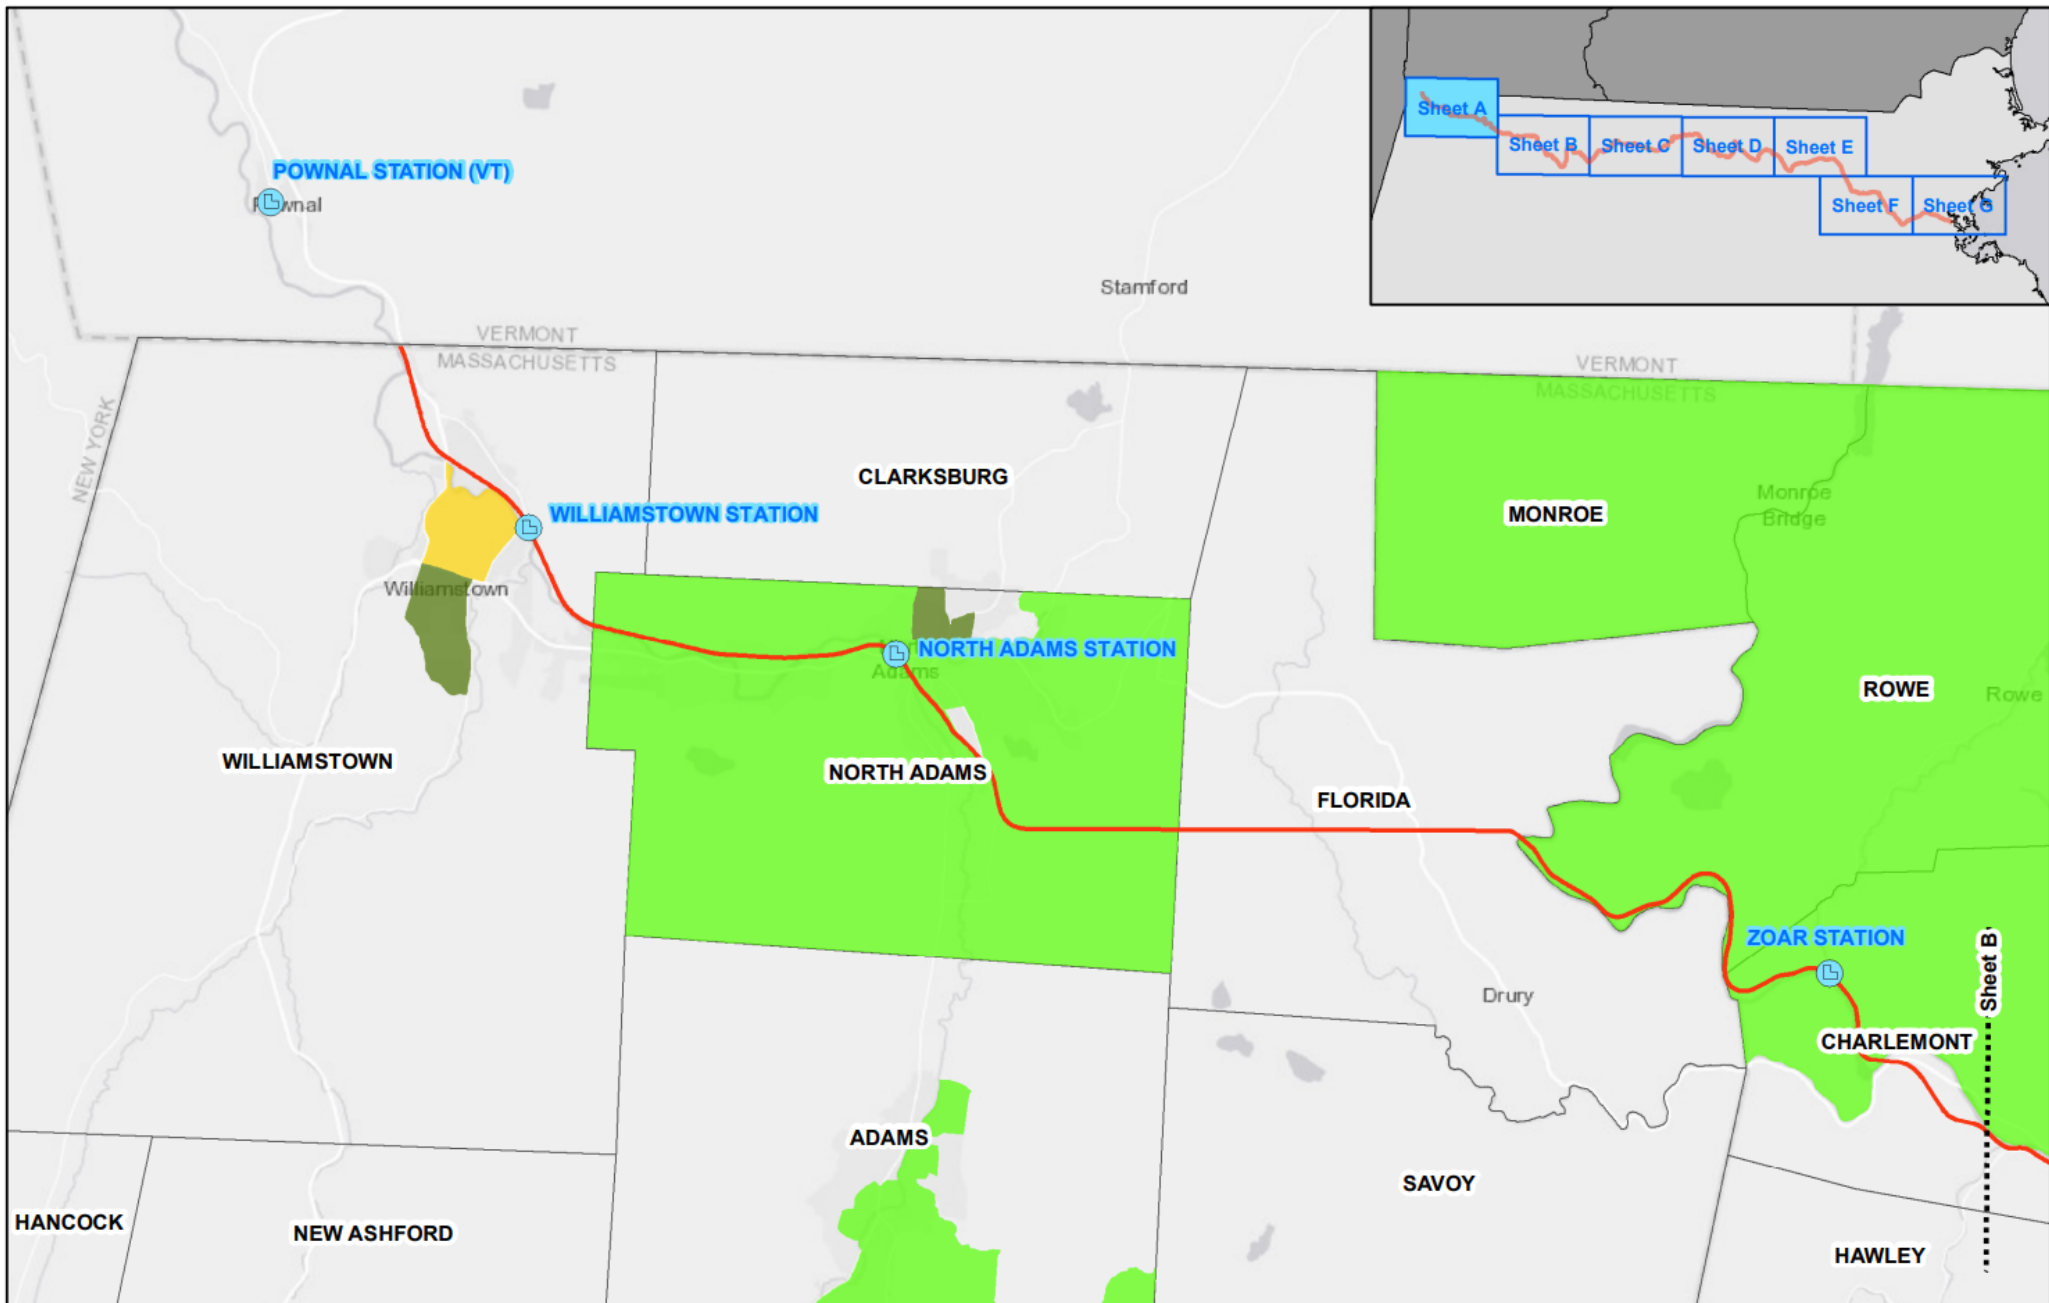 Sheet A
Sheet B
Sheet C
Sheet D
Sheet E
Sheet F
Sheet G
POWNAL STATION (VT)
Pownal
Stamford
VERMONT
MASSACHUSETTS
VERMONT
MASSACHUSETTS
NEW YORK
CLARKSBURG
Monroe
Bridge
MONROE
WILLIAMSTOWN STATION
Williamstown
NORTH ADAMS STATION
Adams
ROWE
Rowe
WILLIAMSTOWN
NORTH ADAMS
FLORIDA
ZOAR STATION
Sheet B
Drury
CHARLEMONT
ADAMS
SAVOY
HANCOCK
NEW ASHFORD
HAWLEY